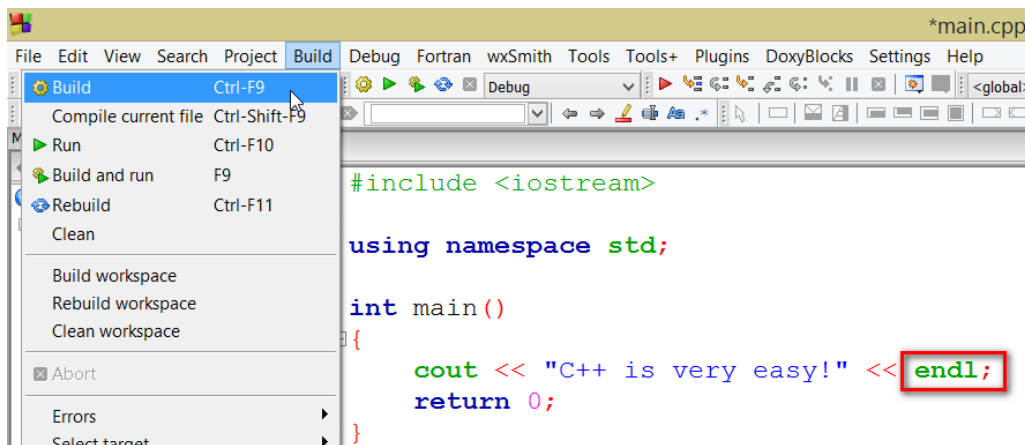 *main.cpp
File Edit View Search Project Build Debug Fortran wxSmith Tools Tools+ Plugins DoxyBlocks Settings Help
Build Ctrl-F9
Debug
<global>
Compile current file Ctrl-Shift-F9
Run Ctrl-F10
Build and run F9
Rebuild Ctrl-F11
Clean
Build workspace
Rebuild workspace
Clean workspace
Abort
Errors
Select target
#include <iostream>
using namespace std;
int main()
{
cout << "C++ is very easy!" << endl;
return 0;
}